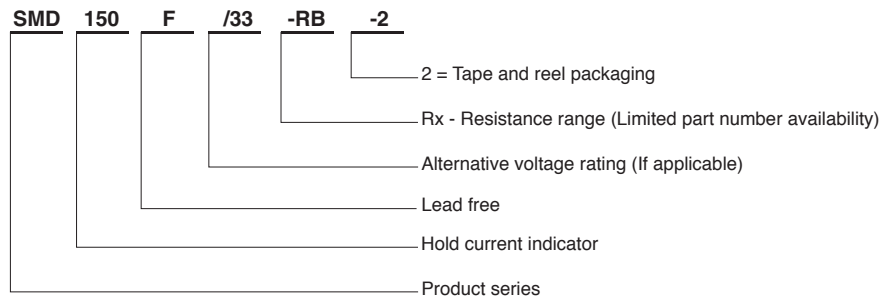 SMD 150 F /33 -RB -2
2 = Tape and reel packaging
Rx - Resistance range (Limited part number availability)
Alternative voltage rating (If applicable)
Lead free
Hold current indicator
Product series